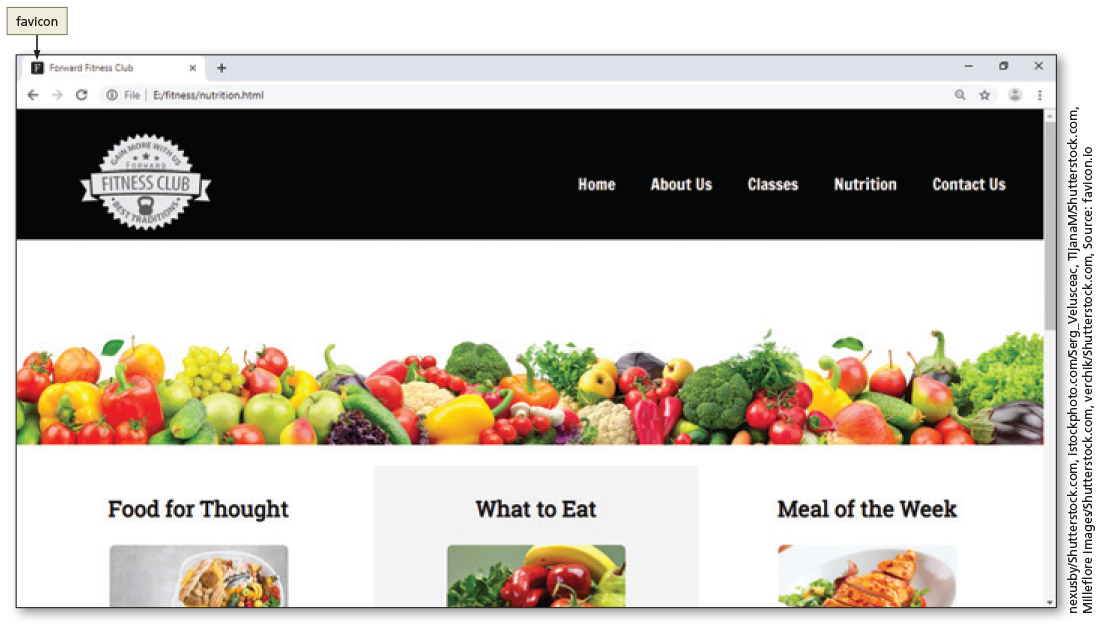 favicon
Forward Fitness Club
File | E:/fitness/nutrition.html
GAIN MORE WITH US
FORWARD
FITNESS CLUB
BEST TRADITIONS
Home About Us Classes Nutrition Contact Us
Food for Thought What to Eat Meal of the Week
nexusby/Shutterstock.com, istockphoto.com/Serg_Velusceac, TijanaM/Shutterstock.com,
Milleflore Images/Shutterstock.com, verchik/Shutterstock.com, Source: favicon.io